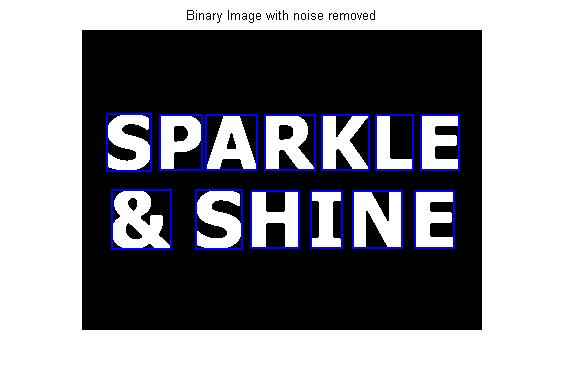 Binary Image with noise removed
SPARKLE
& SHINE